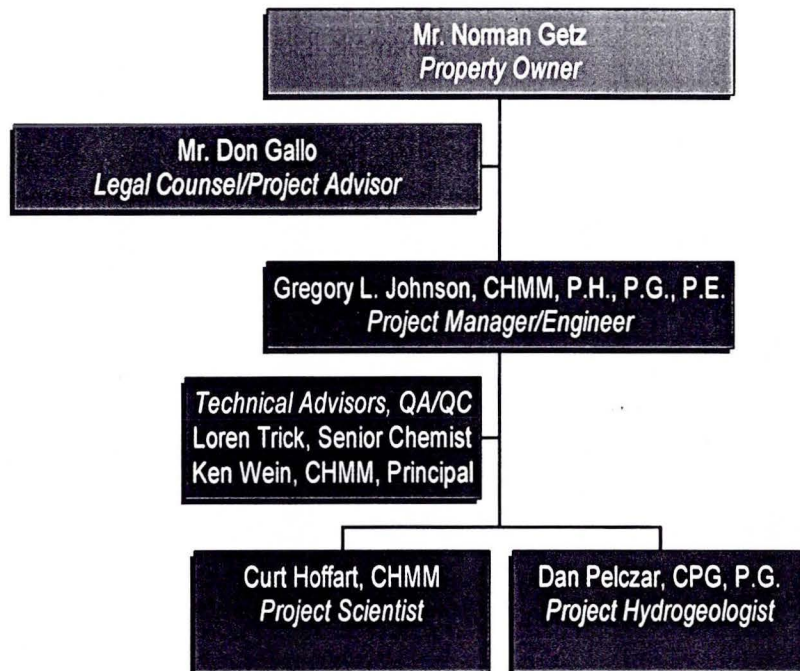 Mr. Norman Getz
Property Owner
Mr. Don Gallo
Legal Counsel/Project Advisor
Gregory L. Johnson, CHMM, P.H., P.G., P.E.
Project Manager/Engineer
Technical Advisors, QA/QC
Loren Trick, Senior Chemist
Ken Wein, CHMM, Principal
Curt Hoffart, CHMM
Project Scientist
Dan Pelczar, CPG, P.G.
Project Hydrogeologist